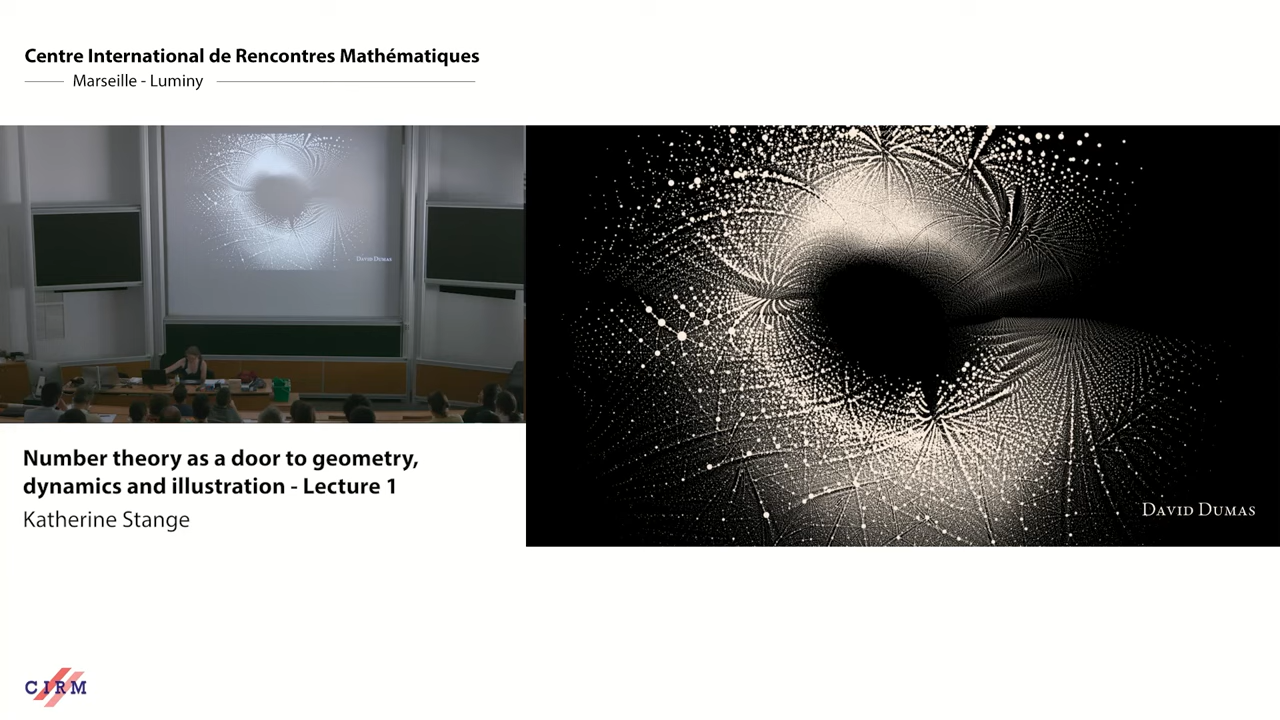 Centre International de Rencontres Mathématiques
Marseille - Luminy
DAVID DUMAS
DAVID DUMAS
Number theory as a door to geometry,
dynamics and illustration - Lecture 1
Katherine Stange
CIRM